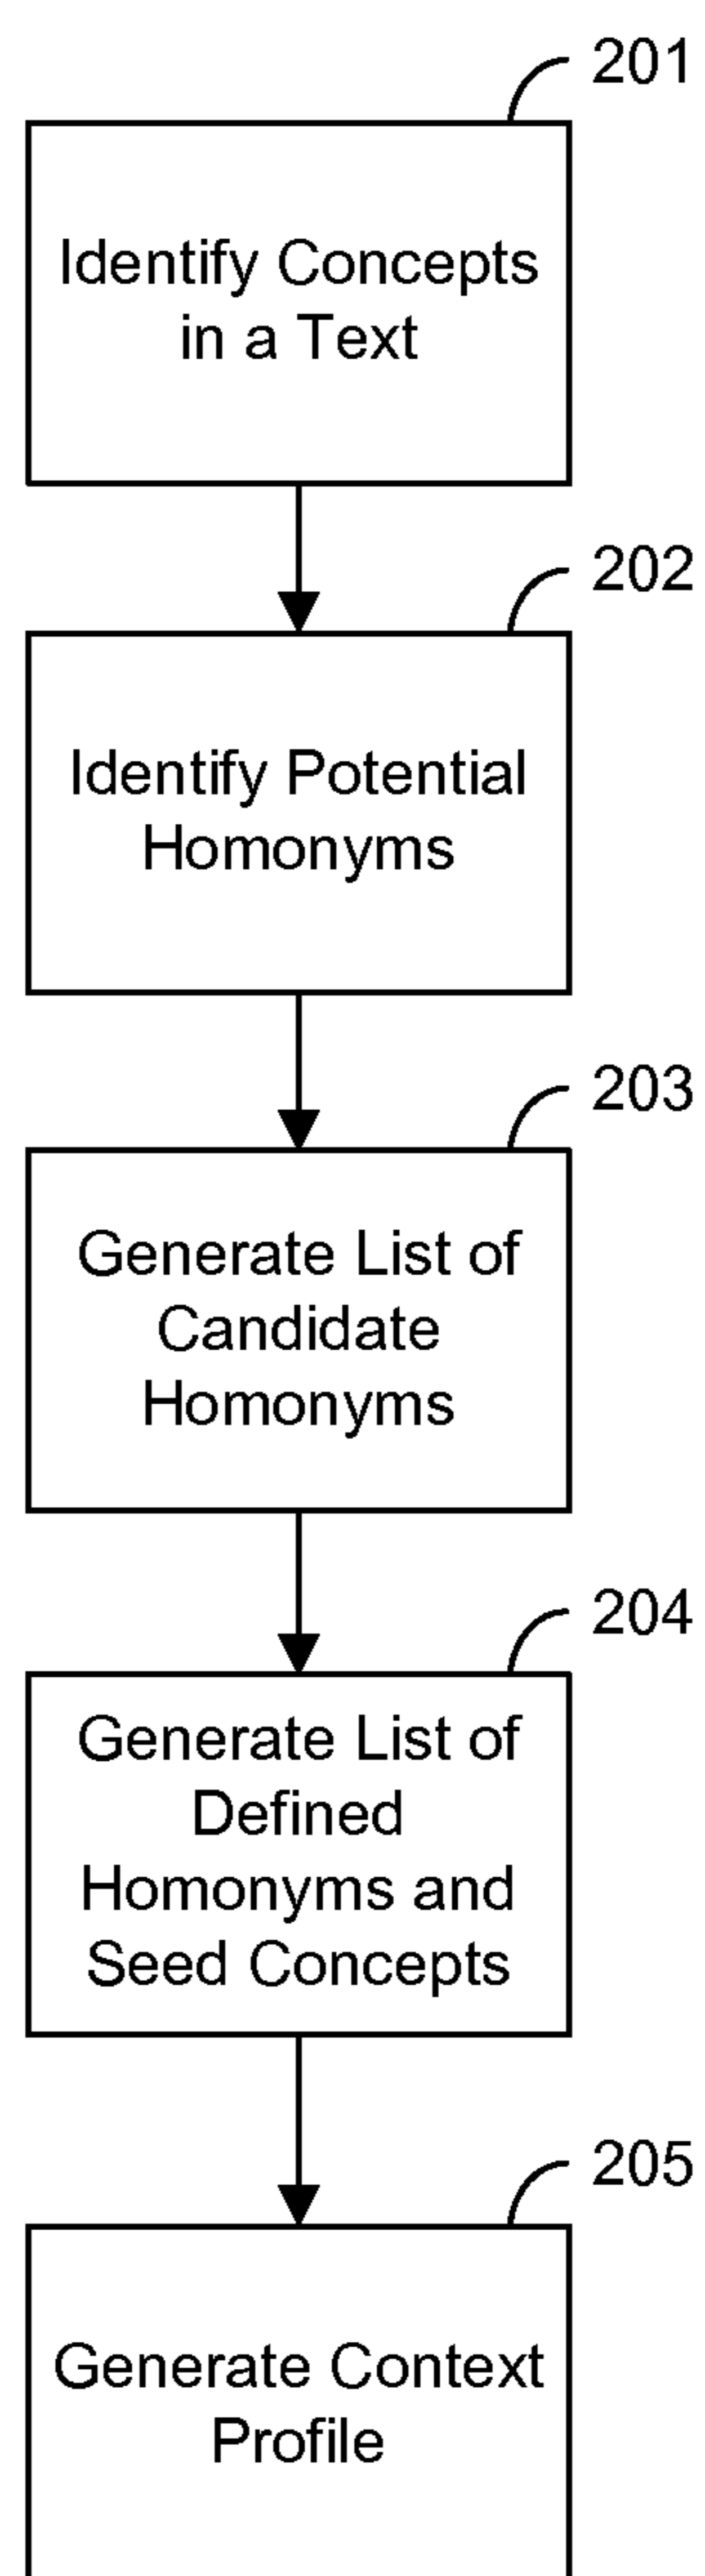 201
Identify Concepts
in a Text
202
Identify Potential
Homonyms
203
Generate List of
Candidate
Homonyms
204
Generate List of
Defined
Homonyms and
Seed Concepts
205
Generate Context
Profile